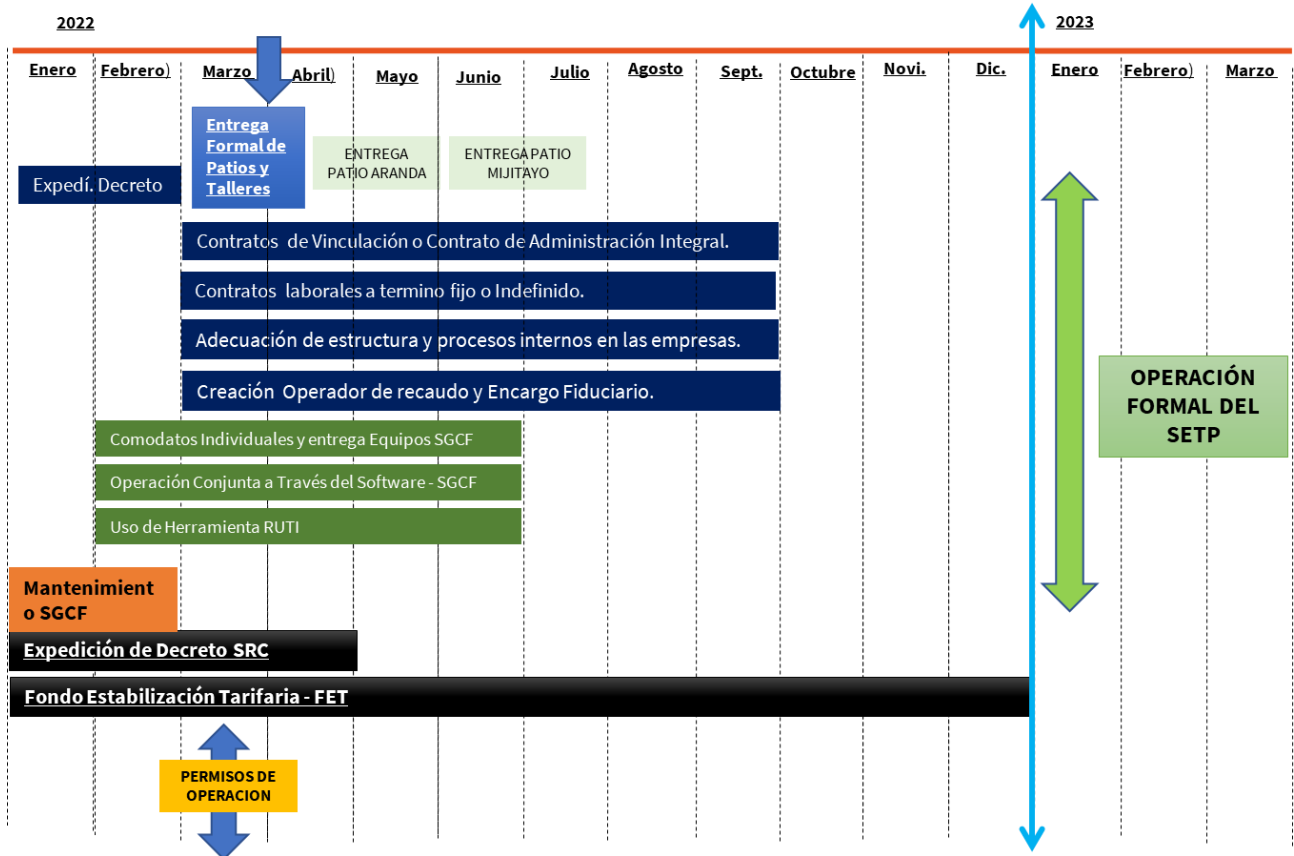 2022
2023
Enero
Febrero)
Marzo
Abril)
Mayo
Junio
Julio
Agosto
Sept.
Octubre
Novi.
Dic.
Enero
Febrero)
Marzo
Entrega
Formal de
Patios y
Talleres
ENTREGA
PATIO ARANDA
ENTREGA PATIO
MIJITAYO
Expedí. Decreto
Contratos de Vinculación o Contrato de Administración Integral.
Contratos laborales a termino fijo o Indefinido.
Adecuación de estructura y procesos internos en las empresas.
Creación Operador de recaudo y Encargo Fiduciario.
OPERACIÓN
FORMAL DEL
SETP
Comodatos Individuales y entrega Equipos SGCF
Operación Conjunta a Través del Software - SGCF
Uso de Herramienta RUTI
Mantenimient
o SGCF
Expedición de Decreto SRC
Fondo Estabilización Tarifaria - FET
PERMISOS DE
OPERACION